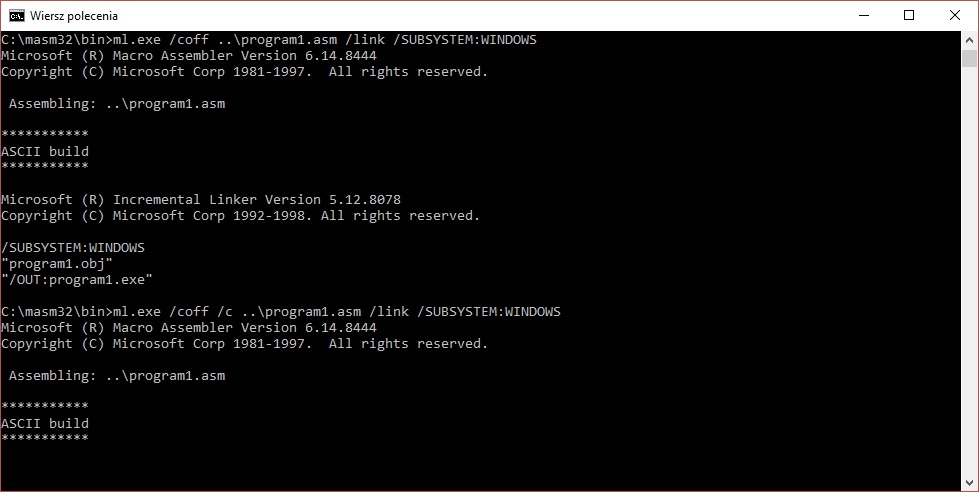 Wiersz polecenia
C:\masm32\bin>ml.exe /coff ..\program1.asm /link /SUBSYSTEM:WINDOWS
Microsoft (R) Macro Assembler Version 6.14.8444
Copyright (C) Microsoft Corp 1981-1997.  All rights reserved.

 Assembling: ..\program1.asm

***********
ASCII build
***********

Microsoft (R) Incremental Linker Version 5.12.8078
Copyright (C) Microsoft Corp 1992-1998. All rights reserved.

/SUBSYSTEM:WINDOWS
"program1.obj"
"/OUT:program1.exe"

C:\masm32\bin>ml.exe /coff /c ..\program1.asm /link /SUBSYSTEM:WINDOWS
Microsoft (R) Macro Assembler Version 6.14.8444
Copyright (C) Microsoft Corp 1981-1997.  All rights reserved.

 Assembling: ..\program1.asm

***********
ASCII build
***********